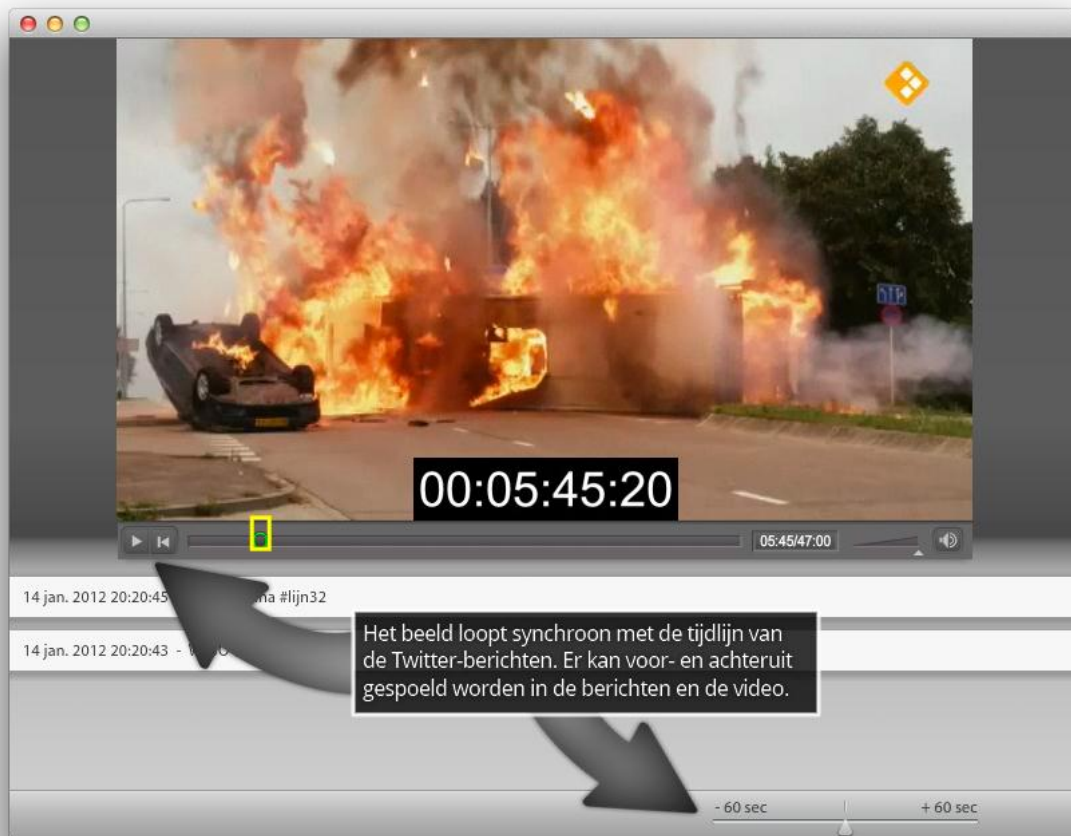 00:05:45:20
05:45/47:00
14 jan. 2012 20:20:45 #lijn32
14 jan. 2012 20:20:43 -
Het beeld loopt synchroon met de tijdlijn van
de Twitter-berichten. Er kan voor- en achteruit
gespoeld worden in de berichten en de video.
- 60 sec + 60 sec